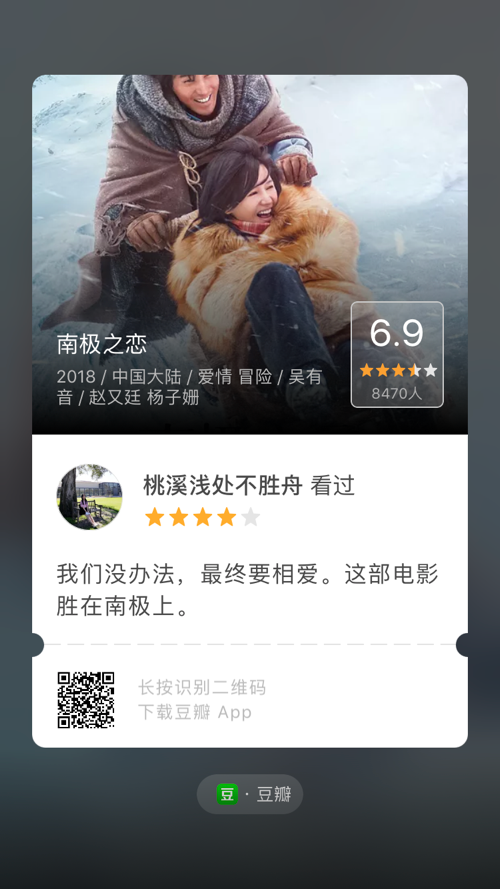 南极之恋
2018 / 中国大陆 / 爱情 冒险 / 吴有
音 / 赵又廷 杨子姗
6.9
8470人
桃溪浅处不胜舟 看过
我们没办法，最终要相爱。这部电影
胜在南极上。
长按识别二维码
下载豆瓣 App
豆 · 豆瓣